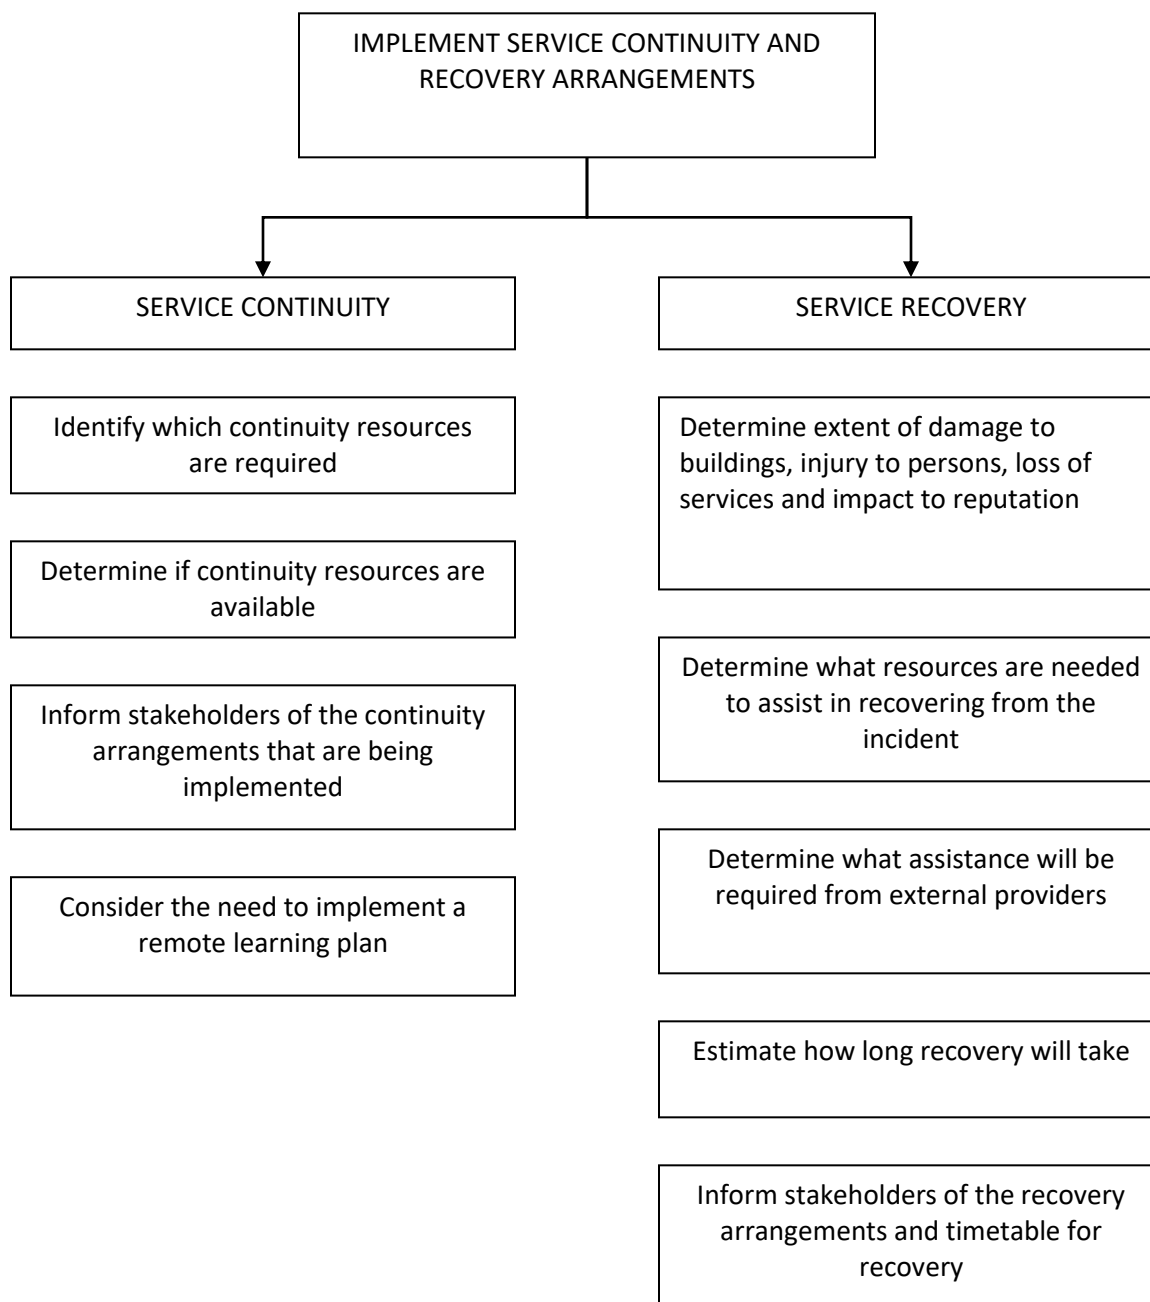 IMPLEMENT SERVICE CONTINUITY AND
RECOVERY ARRANGEMENTS
SERVICE CONTINUITY
Identify which continuity resources
are required
Determine if continuity resources are
available
Inform stakeholders of the continuity
arrangements that are being
implemented
Consider the need to implement a
remote learning plan
SERVICE RECOVERY
Determine extent of damage to
buildings, injury to persons, loss of
services and impact to reputation
Determine what resources are needed
to assist in recovering from the
incident
Determine what assistance will be
required from external providers
Estimate how long recovery will take
Inform stakeholders of the recovery
arrangements and timetable for
recovery